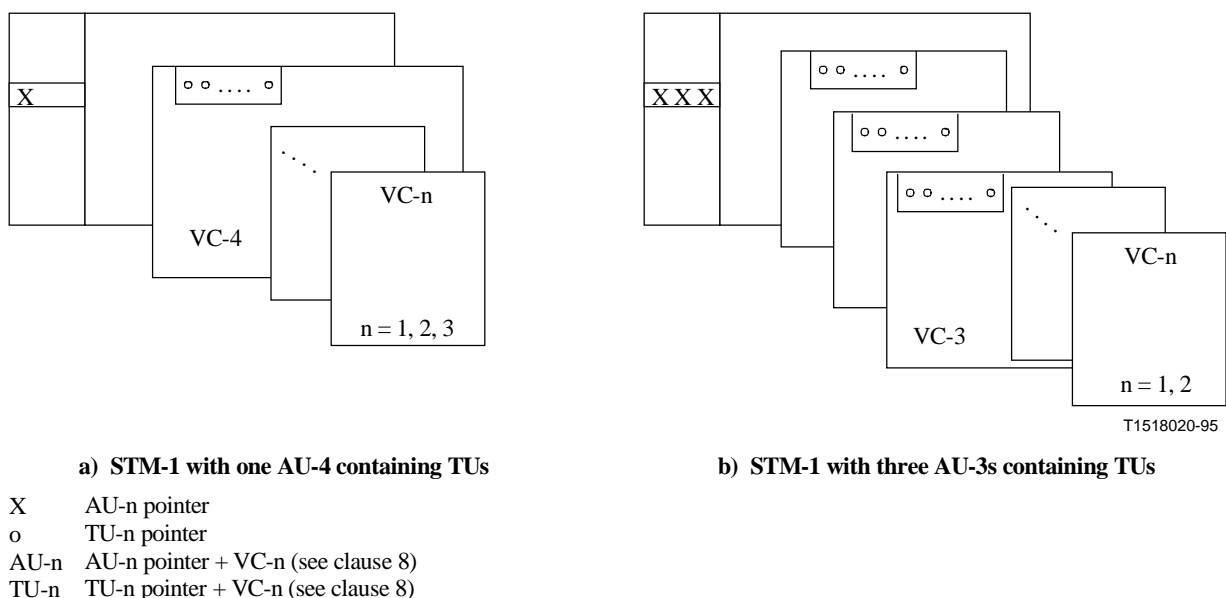 X
o o .... o
VC-4
VC-n
n = 1, 2, 3
X X X
o o .... o
o o .... o
o o .... o
VC-3
VC-n
n = 1, 2
T1518020-95
a) STM-1 with one AU-4 containing TUs
b) STM-1 with three AU-3s containing TUs
X AU-n pointer
o TU-n pointer
AU-n AU-n pointer + VC-n (see clause 8)
TU-n TU-n pointer + VC-n (see clause 8)